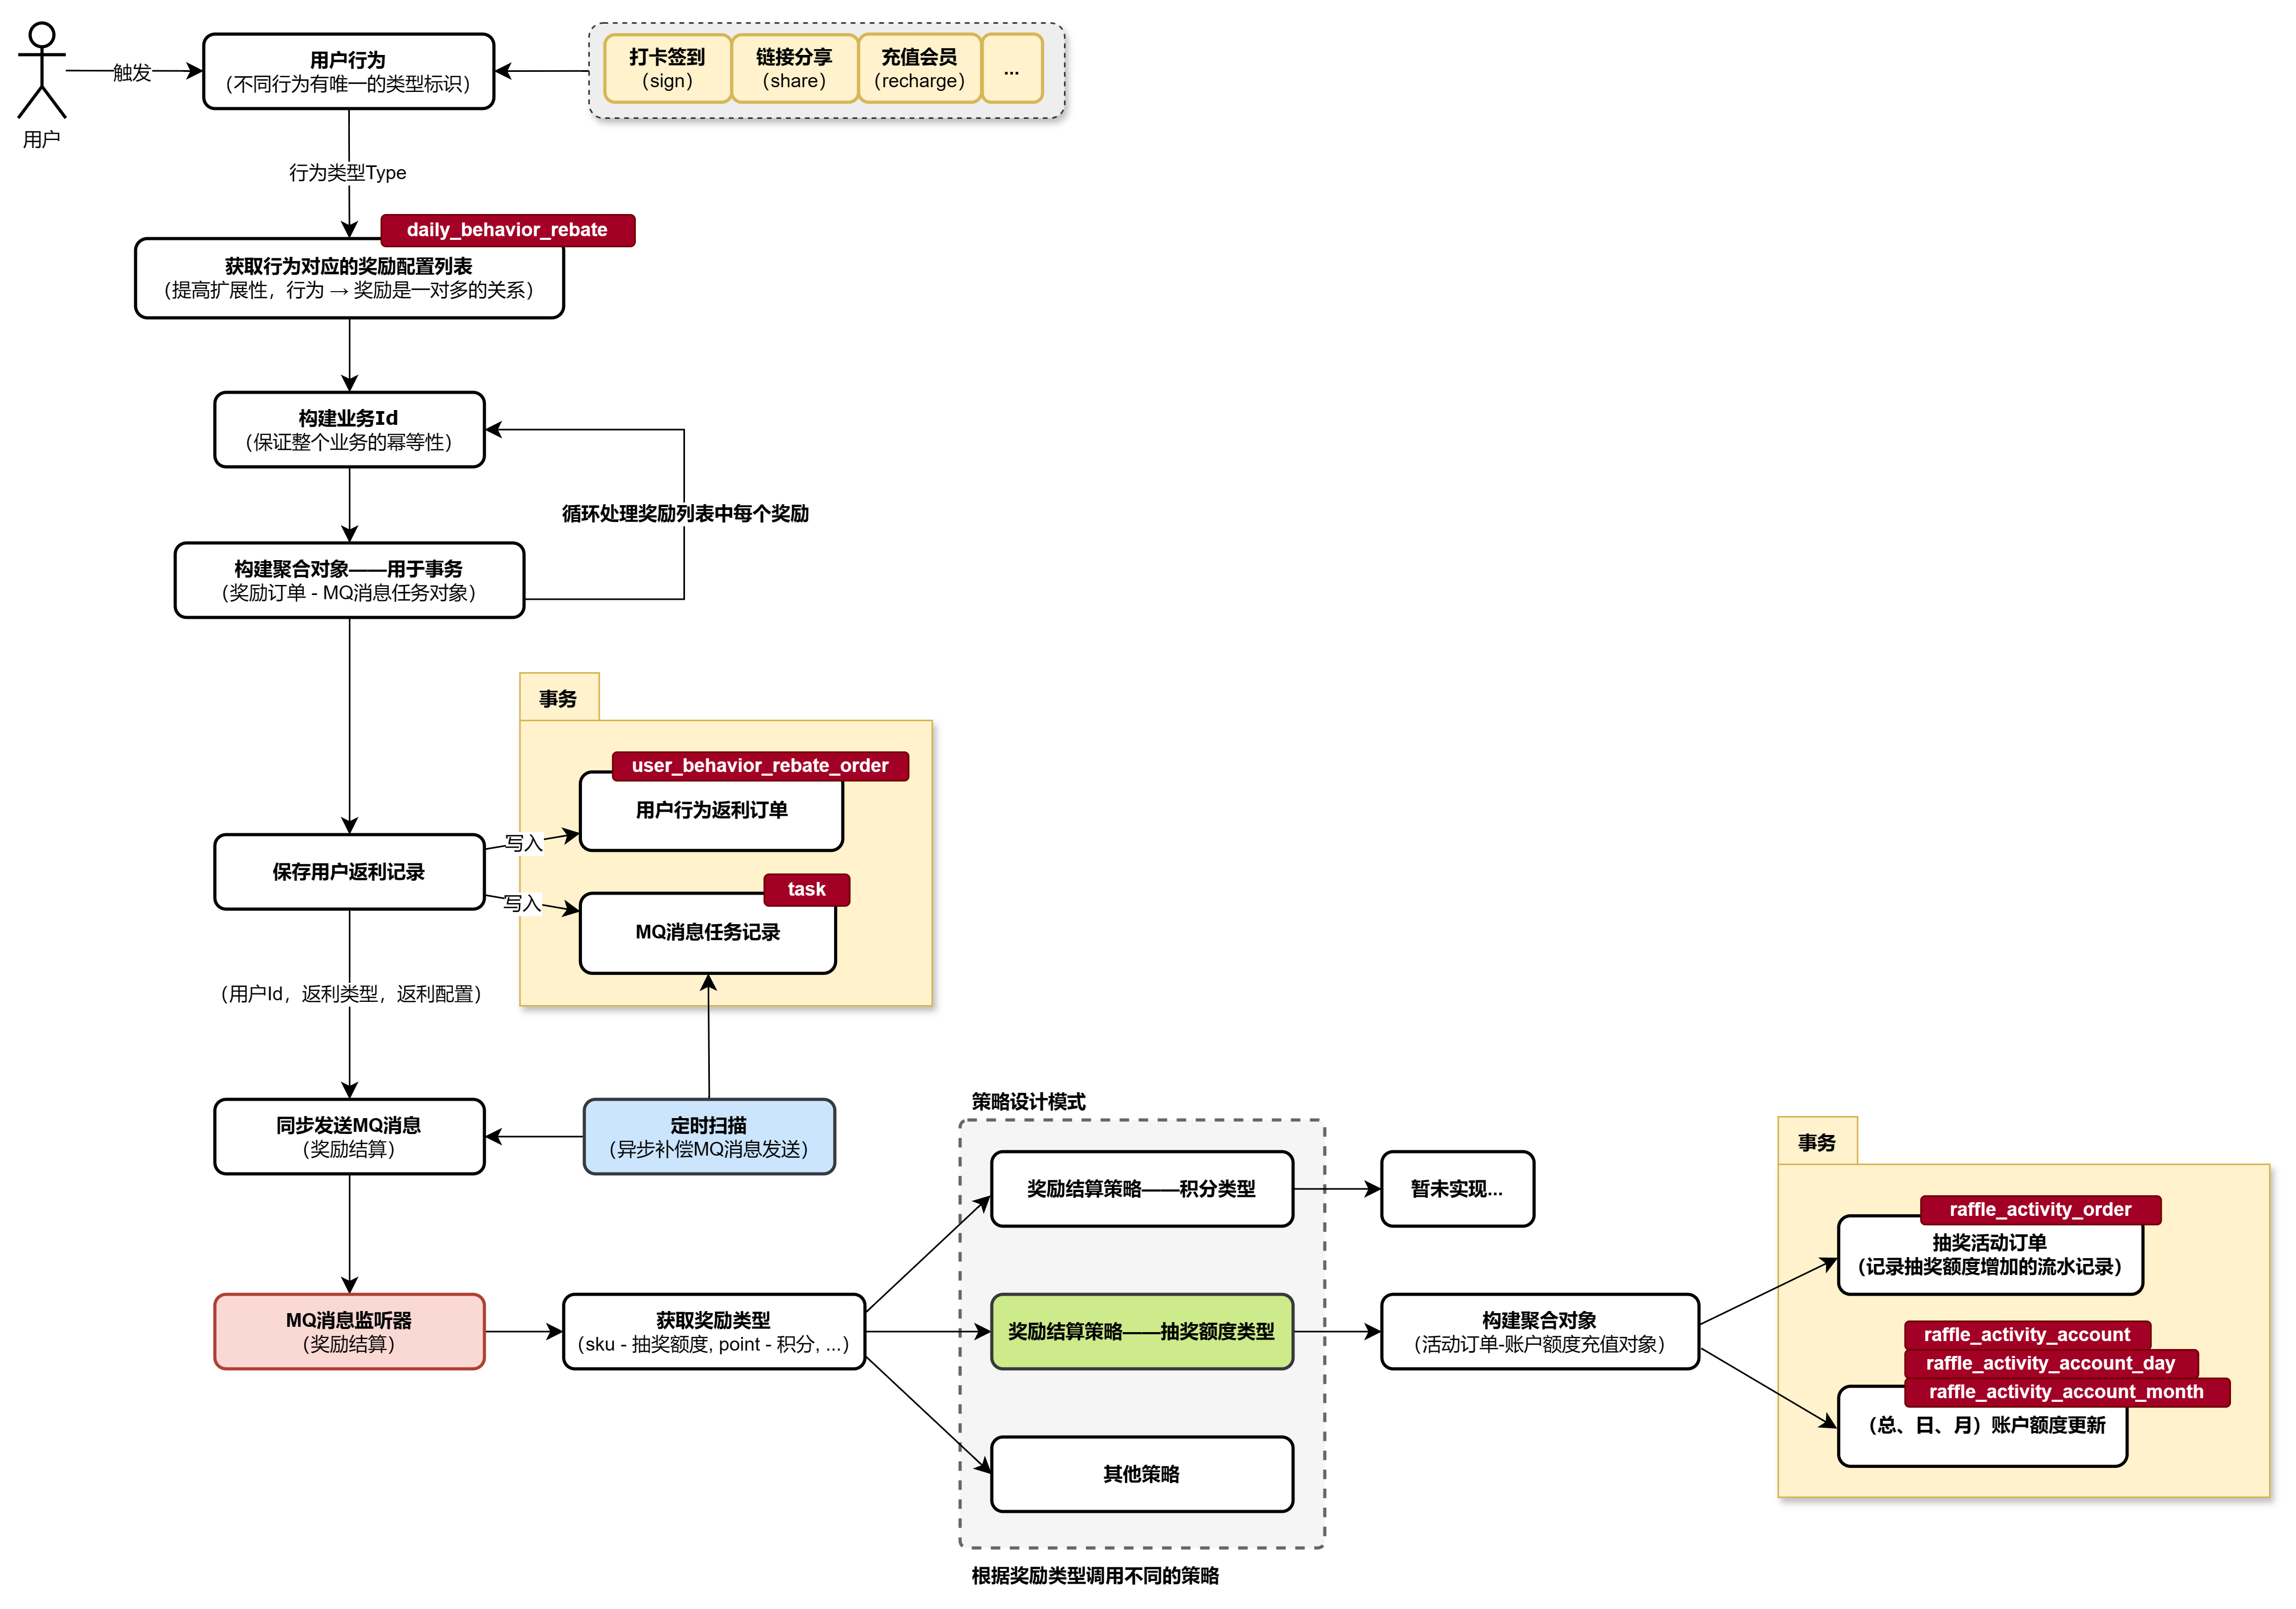 用户
触发
用户行为
（不同行为有唯一的类型标识）
打卡签到
（sign）
链接分享
（share）
充值会员
（recharge）
...
行为类型Type
daily_behavior_rebate
获取行为对应的奖励配置列表
（提高扩展性，行为 → 奖励是一对多的关系）
构建业务Id
（保证整个业务的幂等性）
循环处理奖励列表中每个奖励
构建聚合对象——用于事务
（奖励订单 - MQ消息任务对象）
事务
user_behavior_rebate_order
用户行为返利订单
写入
保存用户返利记录
写入
task
MQ消息任务记录
（用户Id，返利类型，返利配置）
同步发送MQ消息
（奖励结算）
定时扫描
（异步补偿MQ消息发送）
MQ消息监听器
（奖励结算）
获取奖励类型
（sku - 抽奖额度, point - 积分, ...）
策略设计模式
奖励结算策略——积分类型
暂未实现...
奖励结算策略——抽奖额度类型
其他策略
根据奖励类型调用不同的策略
构建聚合对象
（活动订单-账户额度充值对象）
事务
raffle_activity_order
抽奖活动订单
（记录抽奖额度增加的流水记录）
raffle_activity_account
raffle_activity_account_day
raffle_activity_account_month
（总、日、月）账户额度更新